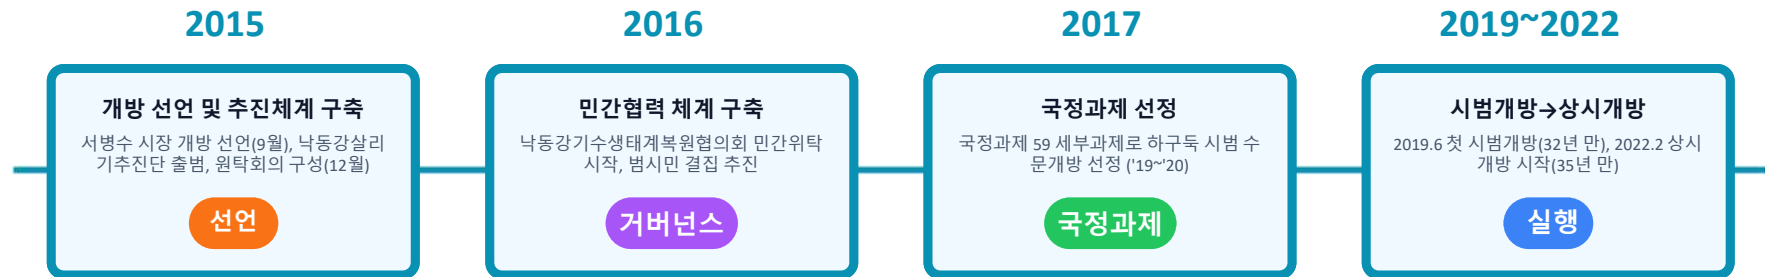 2015
개방 선언 및 추진체계 구축
서병수 시장 개방 선언(9월), 낙동강살리
기추진단 출범, 원탁회의 구성(12월)
선언
2016
민간협력 체계 구축
낙동강기수생태계복원협의회 민간위탁
시작, 범시민 결집 추진
거버넌스
2017
국정과제 선정
국정과제 59 세부과제로 하구둑 시범 수
문개방 선정 ('19~'20)
국정과제
2019~2022
시범개방→상시개방
2019.6 첫 시범개방(32년 만), 2022.2 상시
개방 시작(35년 만)
실행